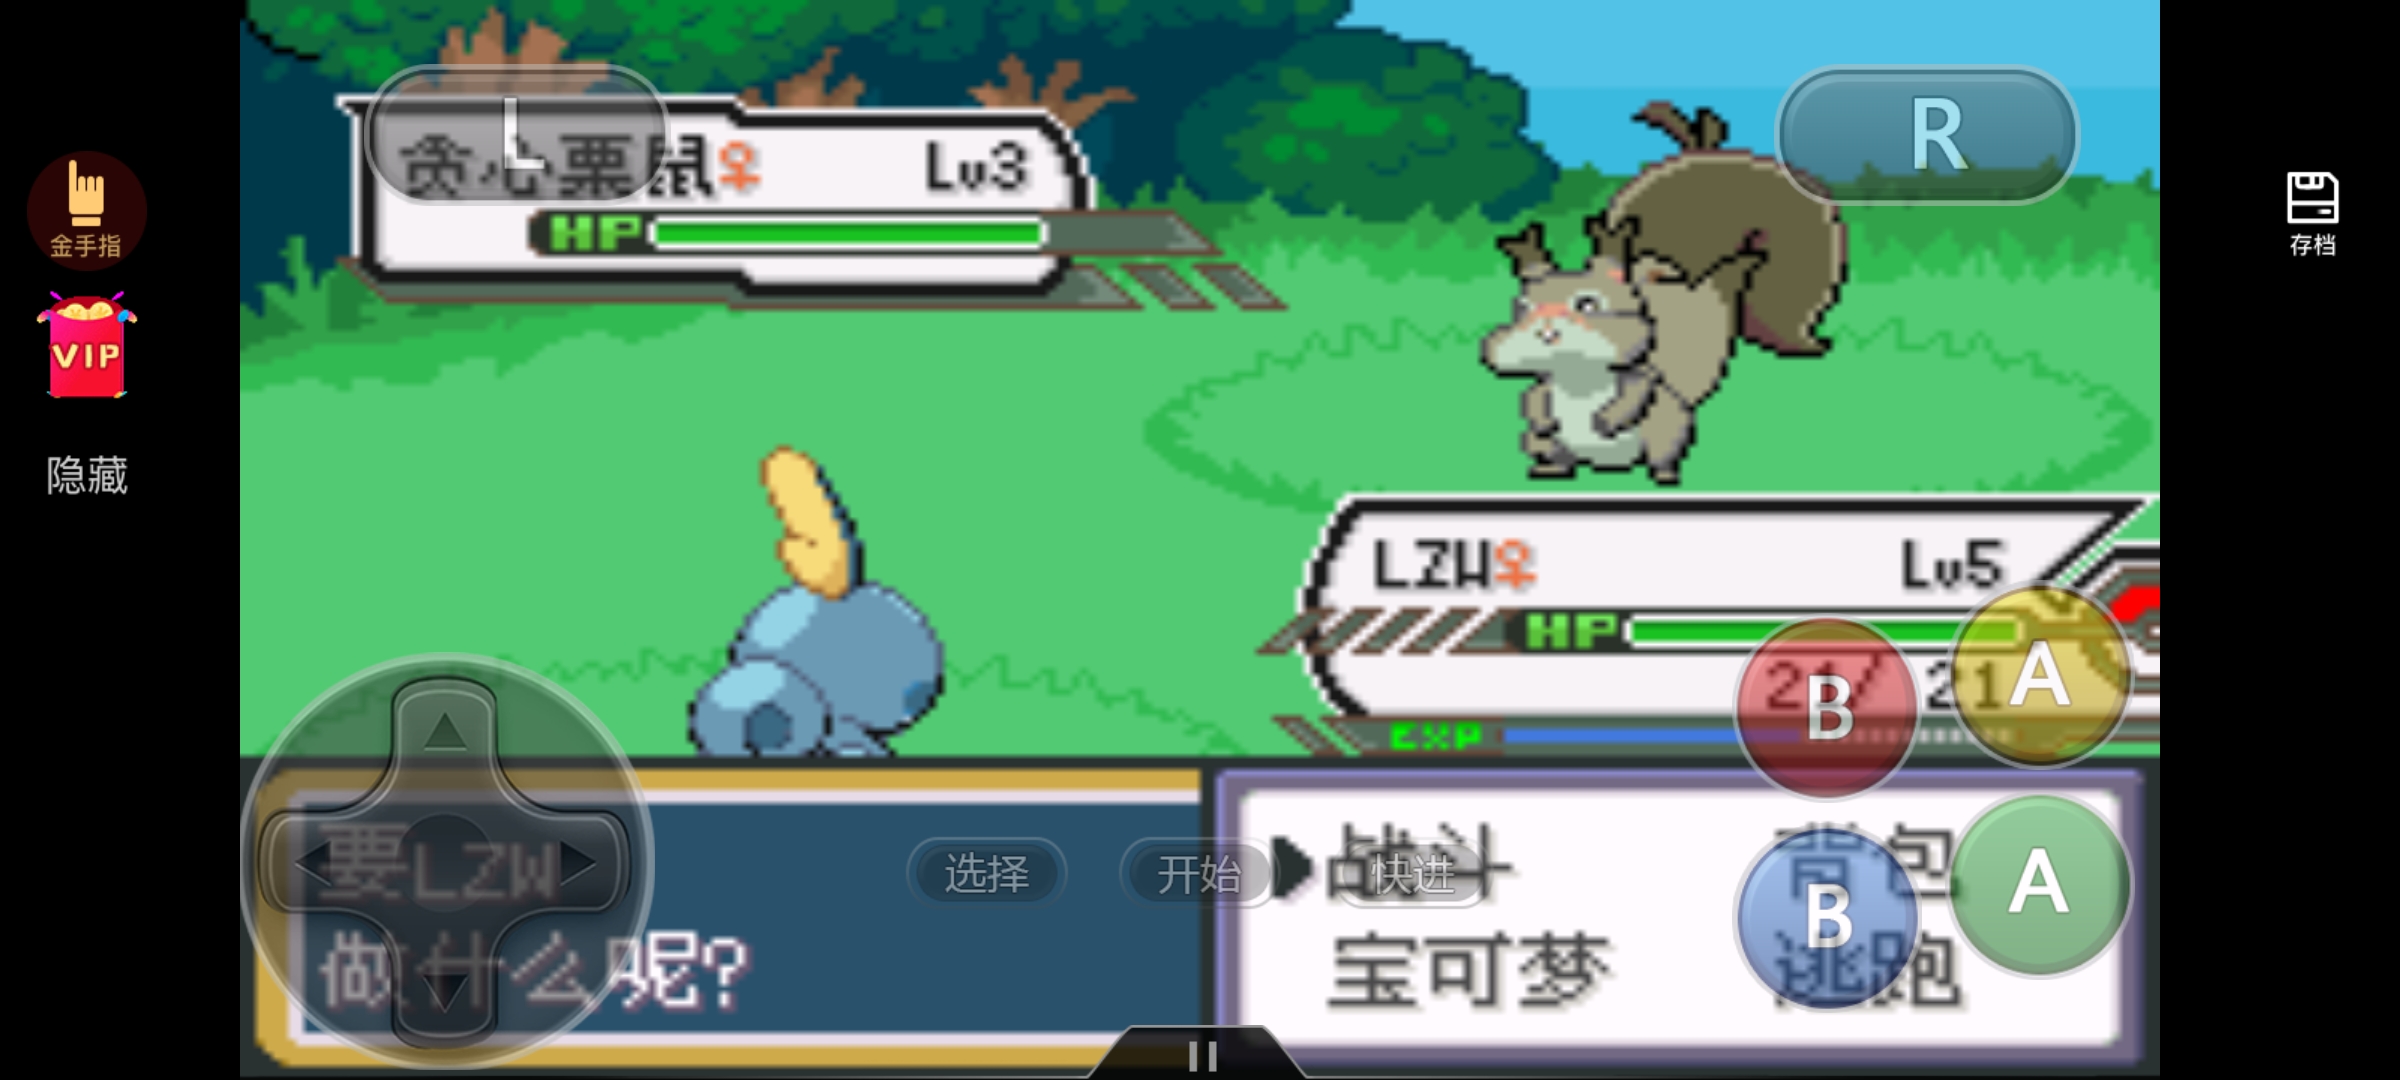 L
R
贪心栗鼠♀ Lv3
HP
金手指
VIP
隐藏
存档
LZW♀ Lv5
HP
21/ 21
EXP
B
A
要LZW
做什么呢?
选择
开始
快进
战斗
背包
宝可梦
逃跑
B
A